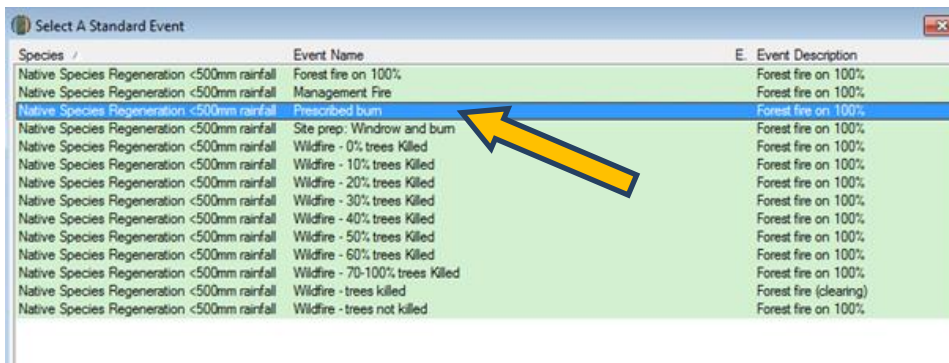 Select A Standard Event
Species / Event Name E. Event Description
Native Species Regeneration <500mm rainfall Forest fire on 100% Forest fire on 100%
Native Species Regeneration <500mm rainfall Management Fire Forest fire on 100%
Native Species Regeneration <500mm rainfall Prescribed burn Forest fire on 100%
Native Species Regeneration <500mm rainfall Site prep: Windrow and burn Forest fire on 100%
Native Species Regeneration <500mm rainfall Wildfire - 0% trees Killed Forest fire on 100%
Native Species Regeneration <500mm rainfall Wildfire - 10% trees Killed Forest fire on 100%
Native Species Regeneration <500mm rainfall Wildfire - 20% trees Killed Forest fire on 100%
Native Species Regeneration <500mm rainfall Wildfire - 30% trees Killed Forest fire on 100%
Native Species Regeneration <500mm rainfall Wildfire - 40% trees Killed Forest fire on 100%
Native Species Regeneration <500mm rainfall Wildfire - 50% trees Killed Forest fire on 100%
Native Species Regeneration <500mm rainfall Wildfire - 60% trees Killed Forest fire on 100%
Native Species Regeneration <500mm rainfall Wildfire - 70-100% trees Killed Forest fire on 100%
Native Species Regeneration <500mm rainfall Wildfire - trees killed Forest fire (clearing)
Native Species Regeneration <500mm rainfall Wildfire - trees not killed Forest fire on 100%